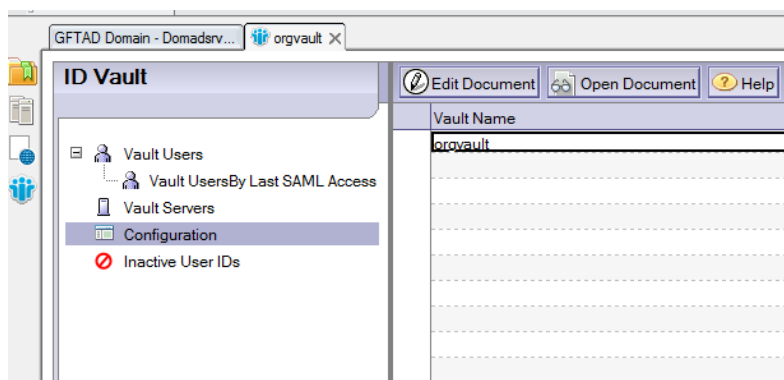 GFTAD Domain - Domadsrv...
orgvault
ID Vault
Edit Document
Open Document
Help
Vault Name
orgvault
Vault Users
Vault UsersBy Last SAML Access
Vault Servers
Configuration
Inactive User IDs